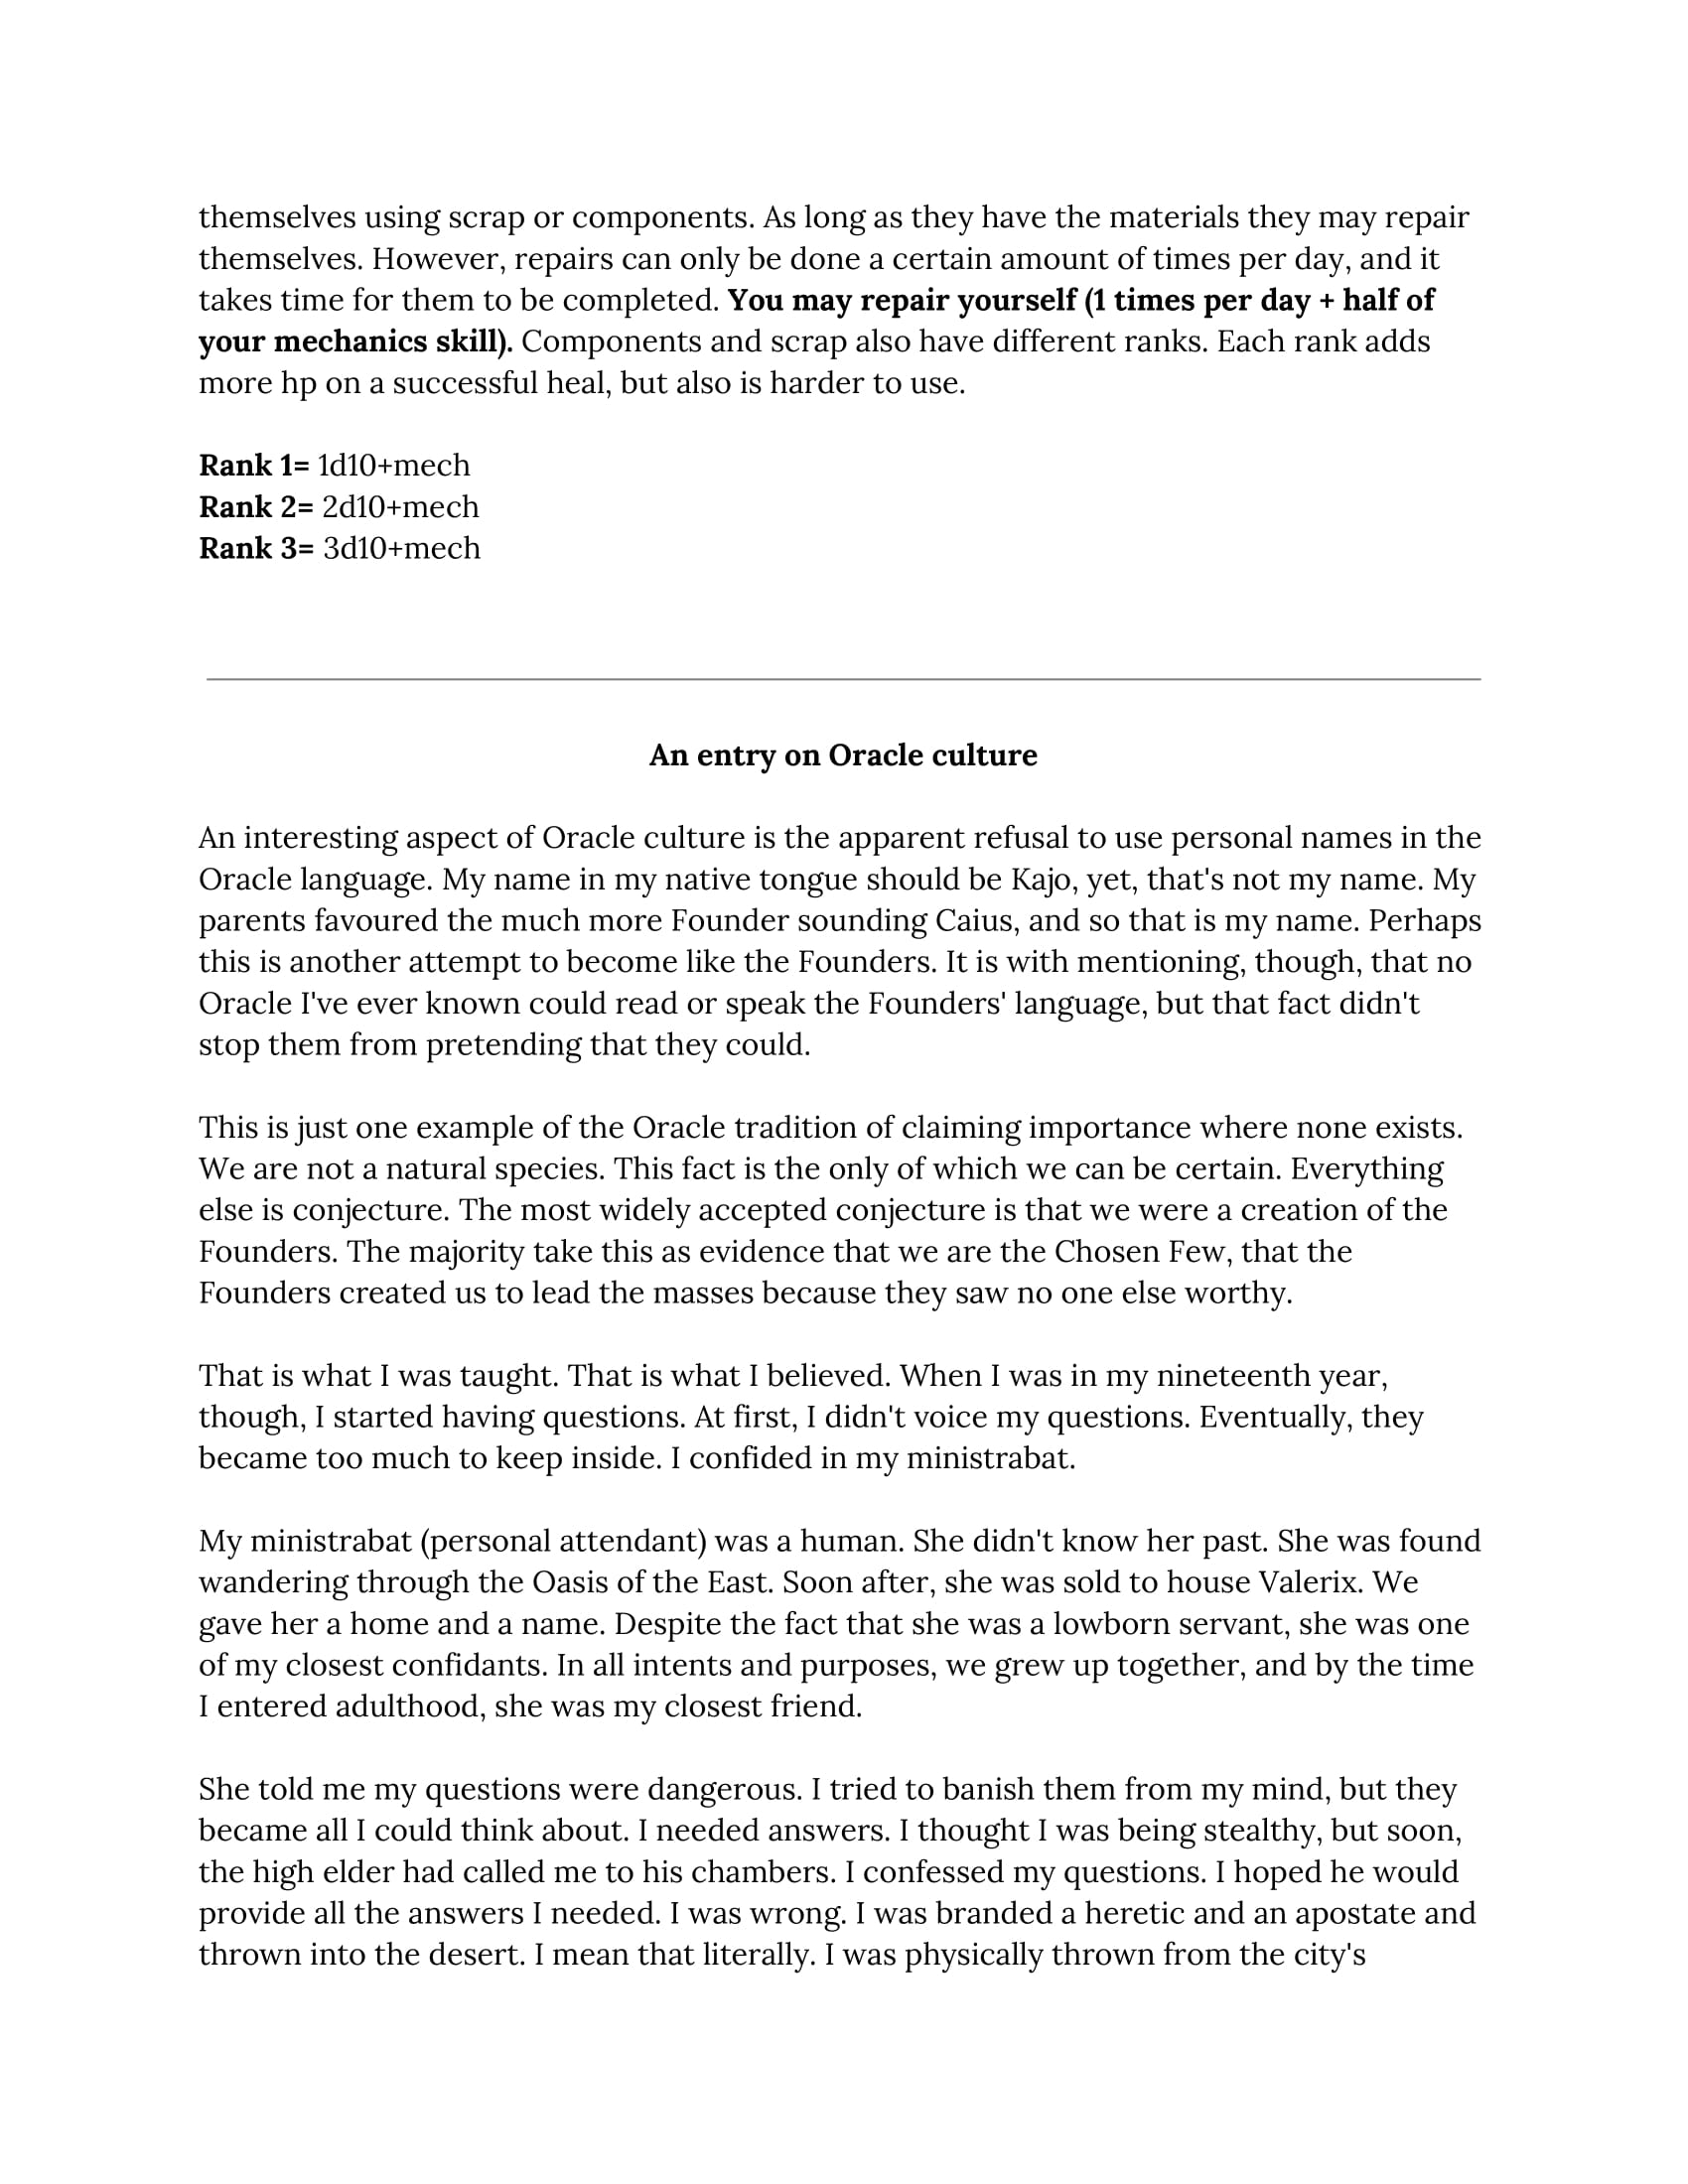 themselves using scrap or components. As long as they have the materials they may repair
themselves. However, repairs can only be done a certain amount of times per day, and it
takes time for them to be completed. You may repair yourself (1 times per day + half of
your mechanics skill). Components and scrap also have different ranks. Each rank adds
more hp on a successful heal, but also is harder to use.
Rank 1= 1d10+mech
Rank 2= 2d10+mech
Rank 3= 3d10+mech
An entry on Oracle culture
An interesting aspect of Oracle culture is the apparent refusal to use personal names in the
Oracle language. My name in my native tongue should be Kajo, yet, that's not my name. My
parents favoured the much more Founder sounding Caius, and so that is my name. Perhaps
this is another attempt to become like the Founders. It is with mentioning, though, that no
Oracle I've ever known could read or speak the Founders' language, but that fact didn't
stop them from pretending that they could.
This is just one example of the Oracle tradition of claiming importance where none exists.
We are not a natural species. This fact is the only of which we can be certain. Everything
else is conjecture. The most widely accepted conjecture is that we were a creation of the
Founders. The majority take this as evidence that we are the Chosen Few, that the
Founders created us to lead the masses because they saw no one else worthy.
That is what I was taught. That is what I believed. When I was in my nineteenth year,
though, I started having questions. At first, I didn't voice my questions. Eventually, they
became too much to keep inside. I confided in my ministrabat.
My ministrabat (personal attendant) was a human. She didn't know her past. She was found
wandering through the Oasis of the East. Soon after, she was sold to house Valerix. We
gave her a home and a name. Despite the fact that she was a lowborn servant, she was one
of my closest confidants. In all intents and purposes, we grew up together, and by the time
I entered adulthood, she was my closest friend.
She told me my questions were dangerous. I tried to banish them from my mind, but they
became all I could think about. I needed answers. I thought I was being stealthy, but soon,
the high elder had called me to his chambers. I confessed my questions. I hoped he would
provide all the answers I needed. I was wrong. I was branded a heretic and an apostate and
thrown into the desert. I mean that literally. I was physically thrown from the city's